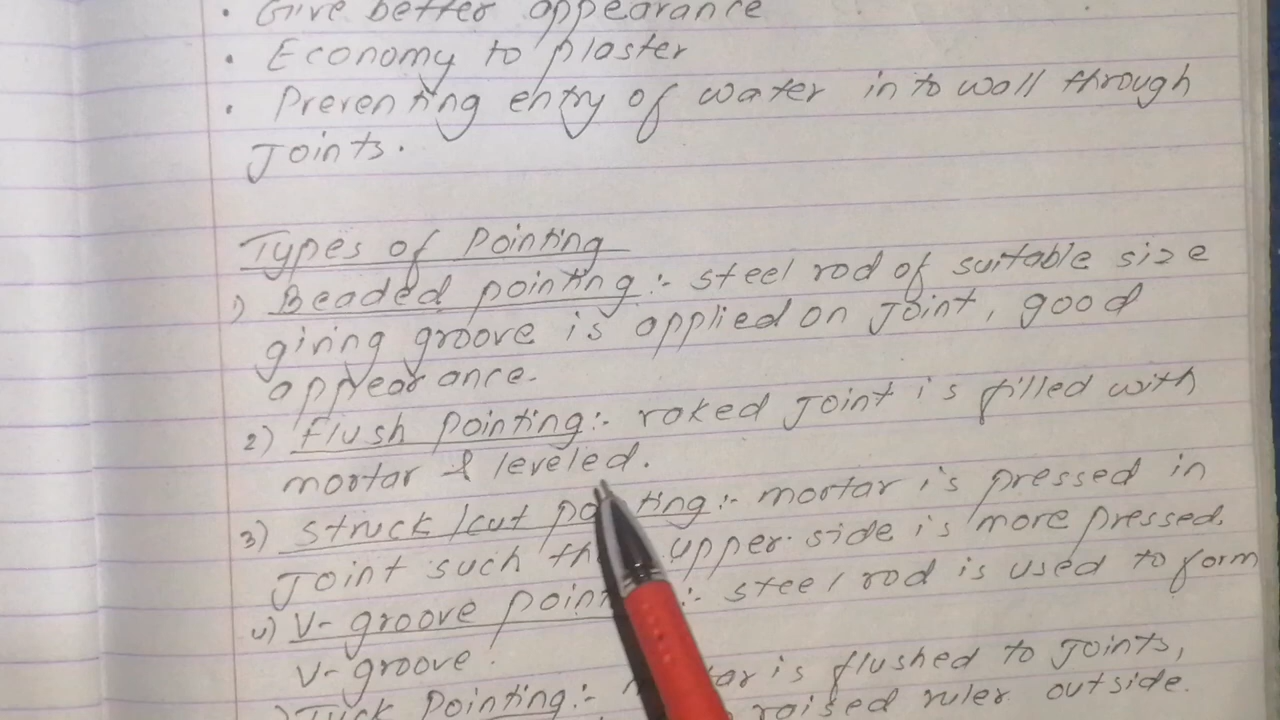 • Give better appearance
• Economy to plaster
• Preventing entry of water in to wall through
Joints.
Types of Pointing
1) Beaded pointing:- steel rod of suitable size
giving groove is applied on Joint, good
appearance.
2) flush pointing:- raked Joint is filled with
mortar & leveled.
3) Struck/cut pointing:- mortar is pressed in
Joint such upper side is more pressed.
4) V-groove :- steel rod is used to form
V-groove.
Tuck Pointing:- is flushed to Joints,
raised ruler outside.